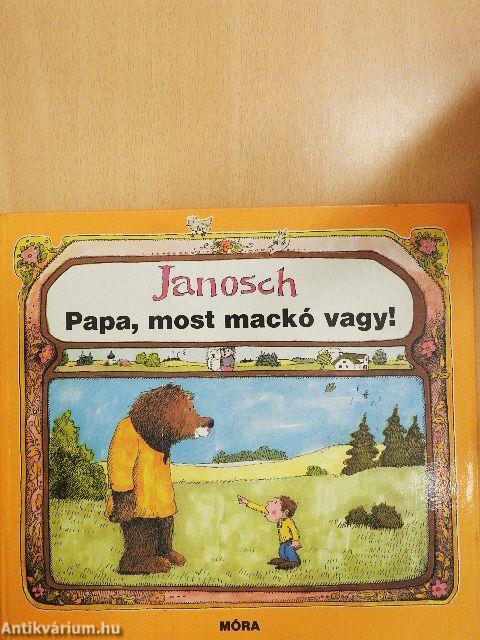 Janosch
Papa, most mackó vagy!
MÓRA
Antikvárium.hu